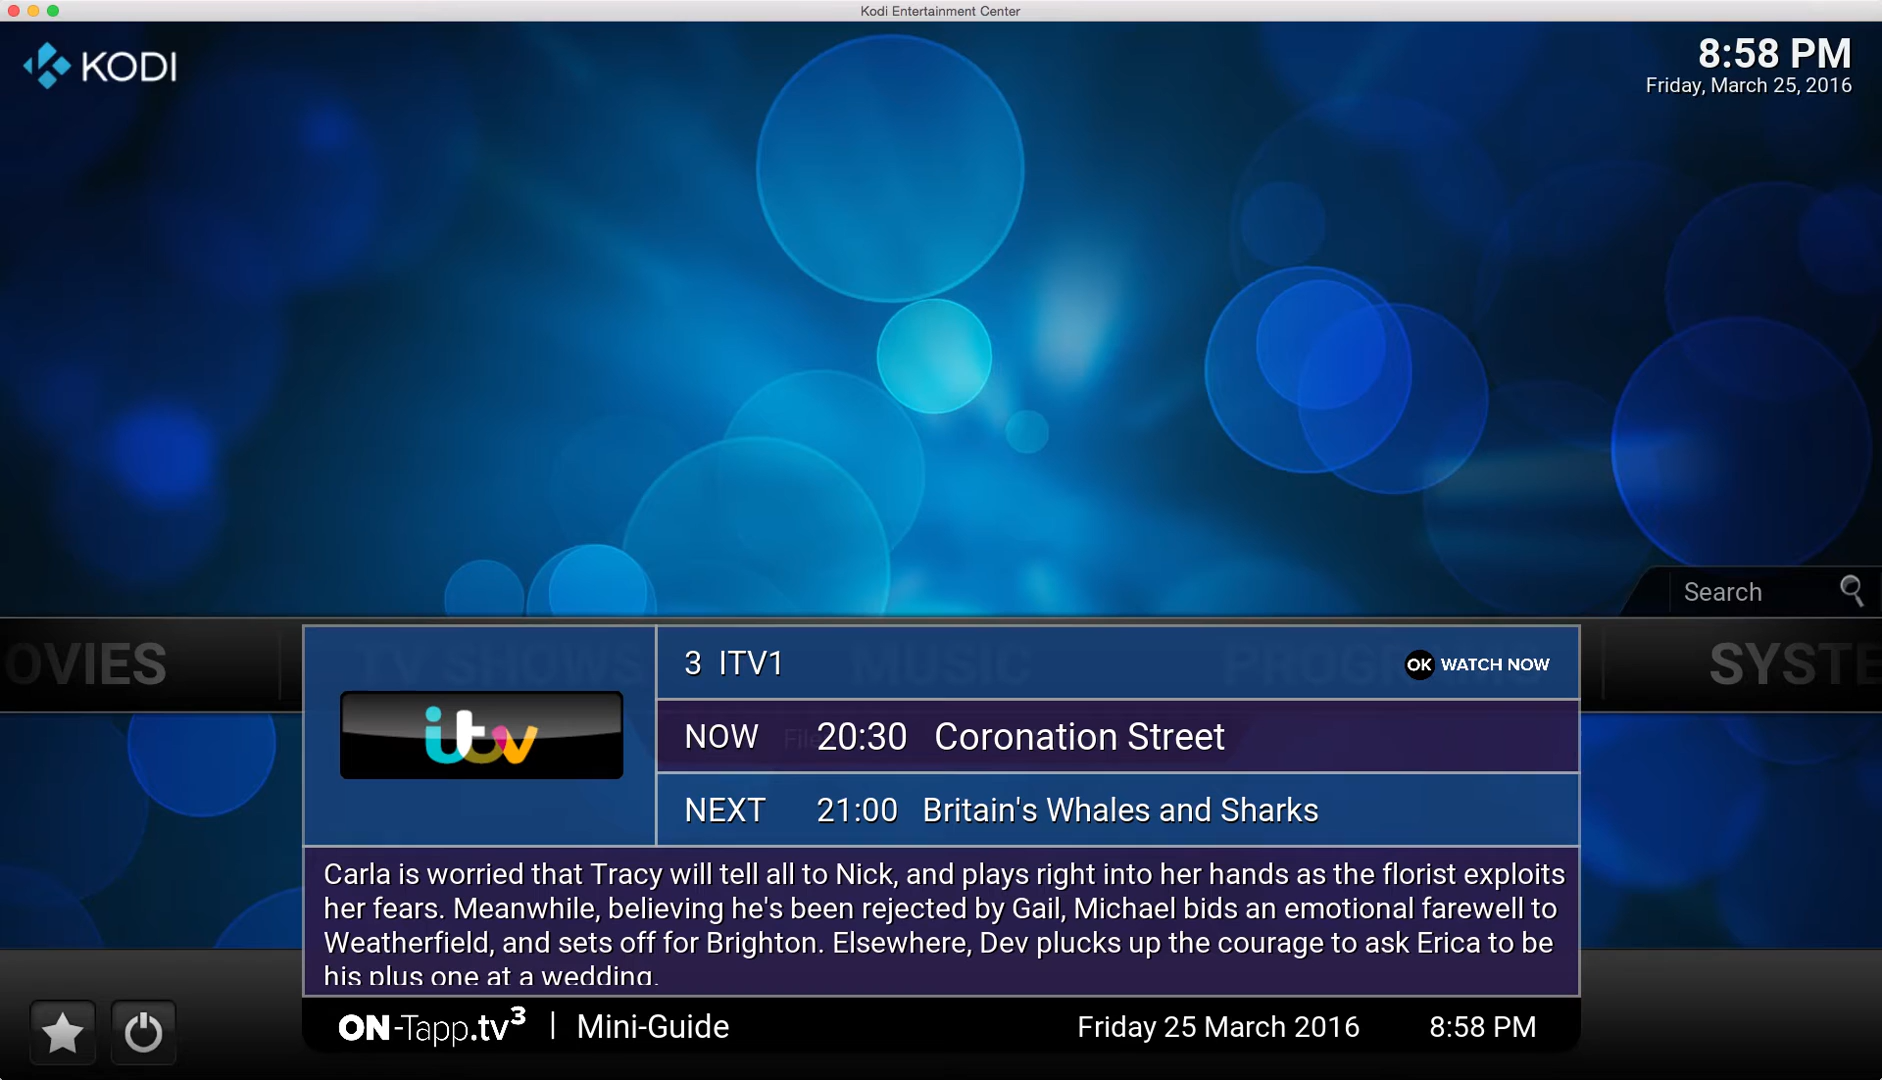 Kodi Entertainment Center
KODI
8:58 PM
Friday, March 25, 2016
Search
OVIES
TV SHOWS
MUSIC
PROGRAMS
SYSTE
3 ITV1
OK WATCH NOW
itv
NOW 20:30 Coronation Street
File
NEXT 21:00 Britain's Whales and Sharks
Carla is worried that Tracy will tell all to Nick, and plays right into her hands as the florist exploits
her fears. Meanwhile, believing he's been rejected by Gail, Michael bids an emotional farewell to
Weatherfield, and sets off for Brighton. Elsewhere, Dev plucks up the courage to ask Erica to be
his plus one at a wedding.
ON-Tapp.tv3 | Mini-Guide
Friday 25 March 2016 8:58 PM